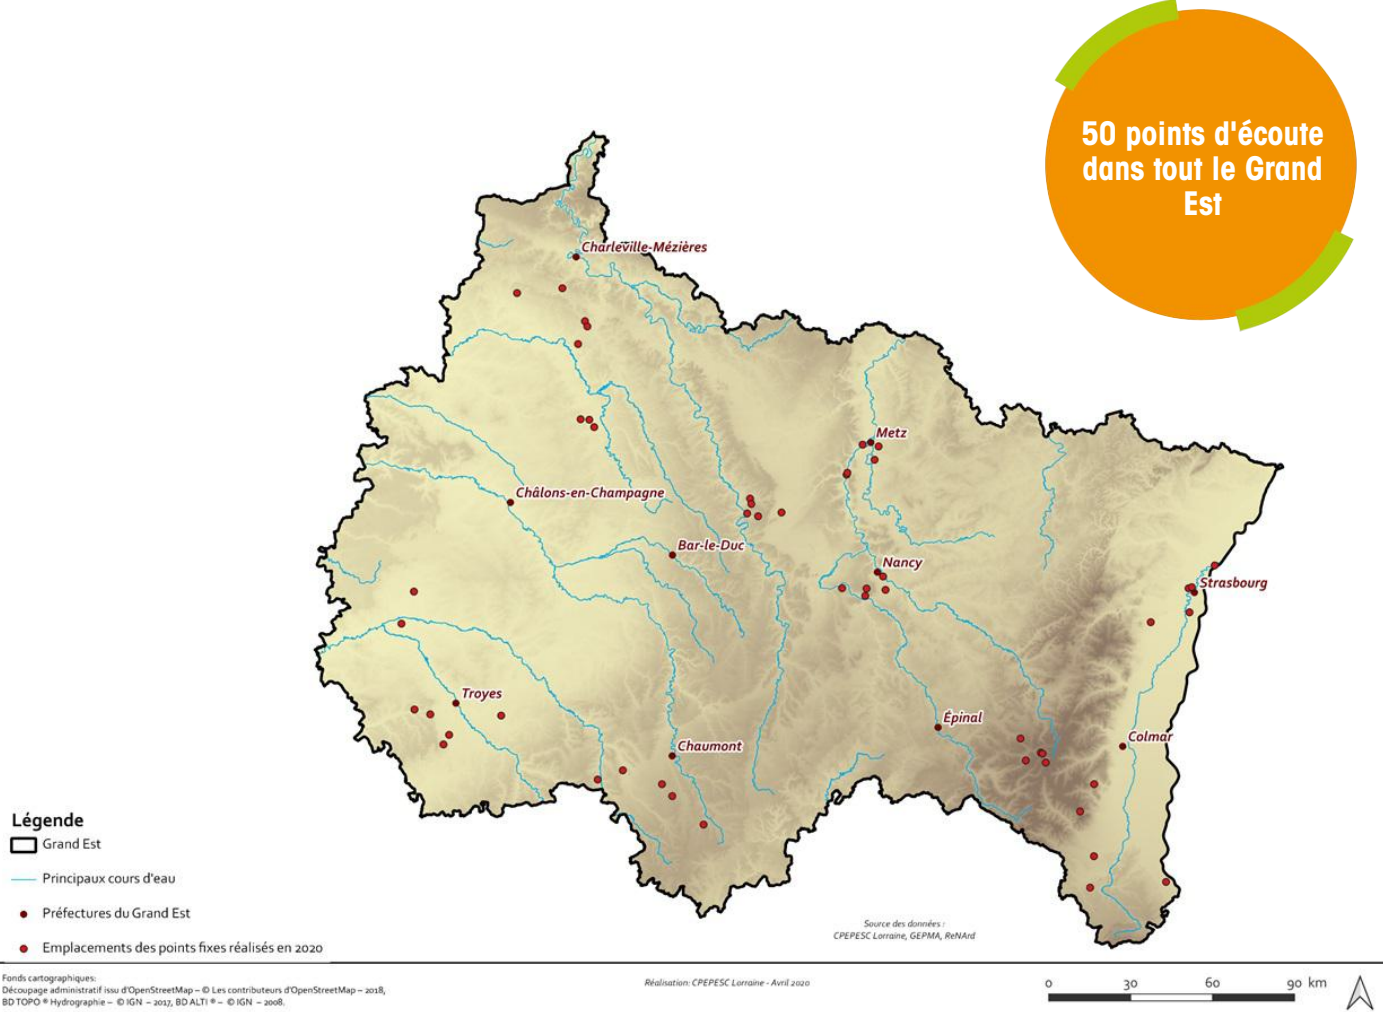 50 points d'écoute
dans tout le Grand
Est
Charleville-Mézières
Metz
Châlons-en-Champagne
Bar-le-Duc
Nancy
Strasbourg
Troyes
Épinal
Chaumont
Colmar
Légende
Grand Est
Principaux cours d'eau
Préfectures du Grand Est
Emplacements des points fixes réalisés en 2020
Source des données :
CPEPESC Lorraine, GEPMA, ReNArd
Fonds cartographiques:
Découpage administratif issu d'OpenStreetMap – © Les contributeurs d'OpenStreetMap – 2018,
BD TOPO ® Hydrographie – © IGN – 2017, BD ALTI ® – © IGN – 2008.
Réalisation: CPEPESC Lorraine - Avril 2020
0 30 60 90 km